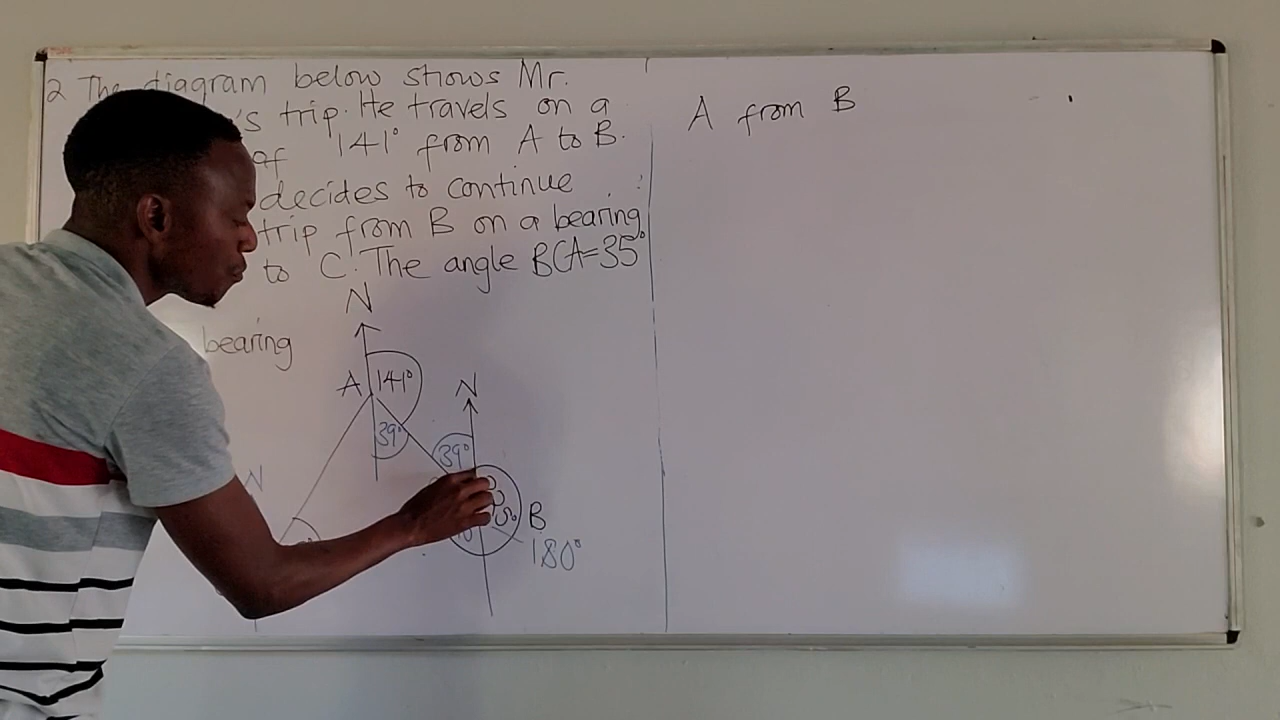 2 The diagram below shows Mr.
's trip. He travels on a
of 141° from A to B.
decides to continue
trip from B on a bearing
to C. The angle BCA=35°
bearing
A from B
N
A 141°
N
39°
39°
N
B
180°